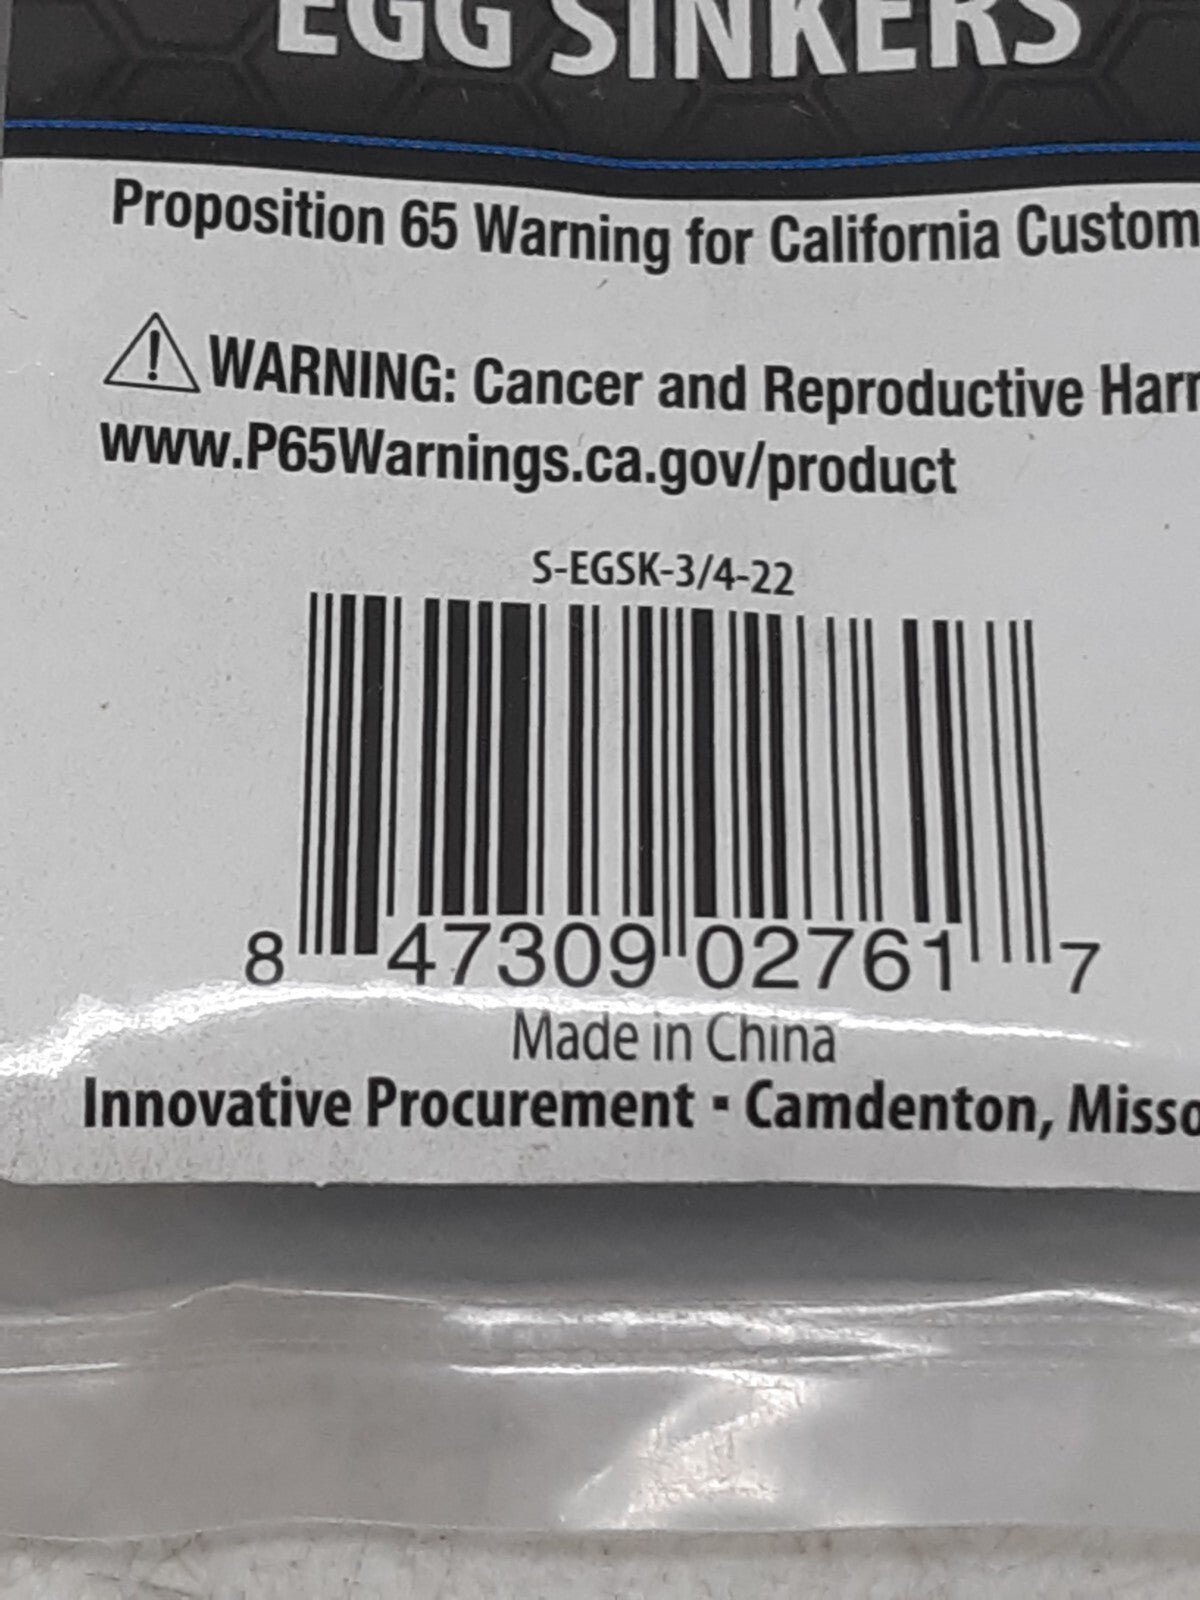 EGG SINKERS
Proposition 65 Warning for California Custom
WARNING: Cancer and Reproductive Harm
www.P65Warnings.ca.gov/product
S-EGSK-3/4-22
8 47309 02761 7
Made in China
Innovative Procurement ▪ Camdenton, Misso